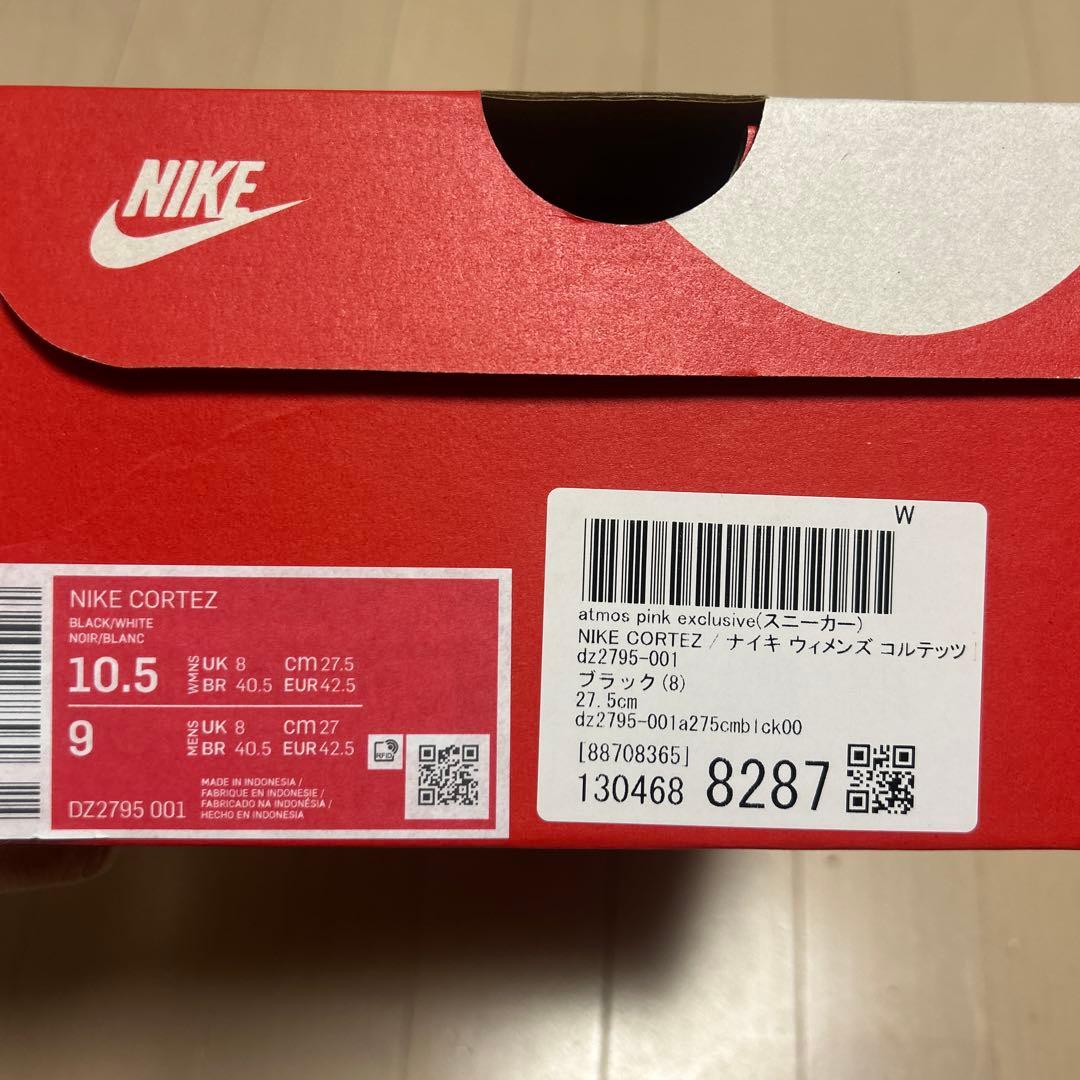 NIKE
NIKE CORTEZ
BLACK/WHITE
NOIR/BLANC
10.5 WMNS UK 8 cm 27.5
BR 40.5 EUR 42.5
9 MENS UK 8 cm 27
BR 40.5 EUR 42.5
RFID
MADE IN INDONESIA /
FABRIQUE EN INDONESIE /
FABRICADO NA INDONÉSIA /
HECHO EN INDONESIA
DZ2795 001
W
atmos pink exclusive(スニーカー)
NIKE CORTEZ / ナイキ ウィメンズ コルテッツ
dz2795-001
ブラック(8)
27.5cm
dz2795-001a275cmblck00
[88708365]
130468 8287